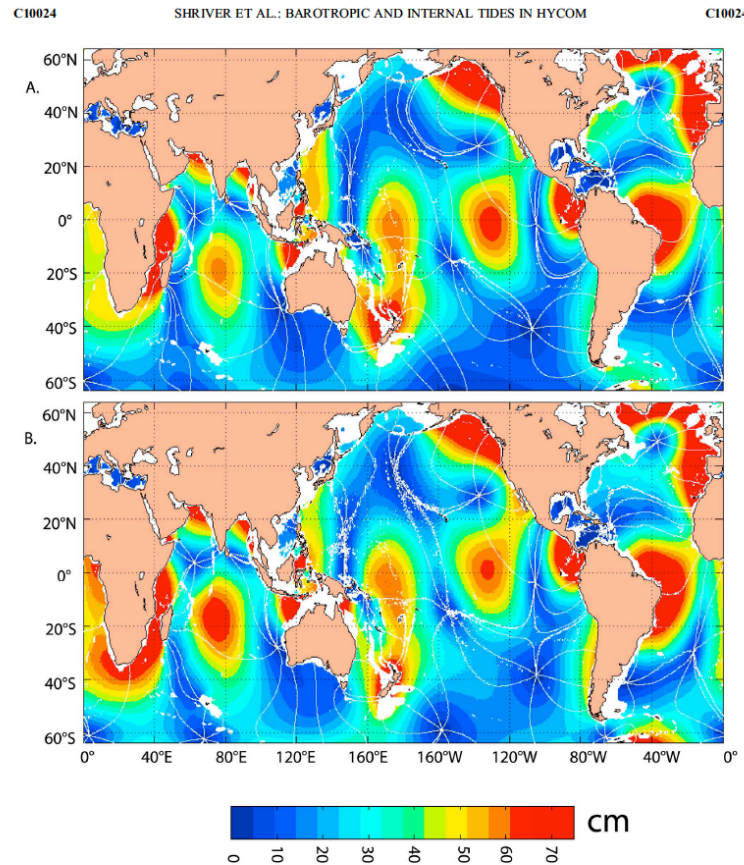 C10024 SHRIVER ET AL.: BAROTROPIC AND INTERNAL TIDES IN HYCOM C10024
A.
60°N
40°N
20°N
0°
20°S
40°S
60°S
B.
60°N
40°N
20°N
0°
20°S
40°S
60°S
0° 40°E 80°E 120°E 160°E 160°W 120°W 80°W 40°W 0°
0 10 20 30 40 50 60 70 cm